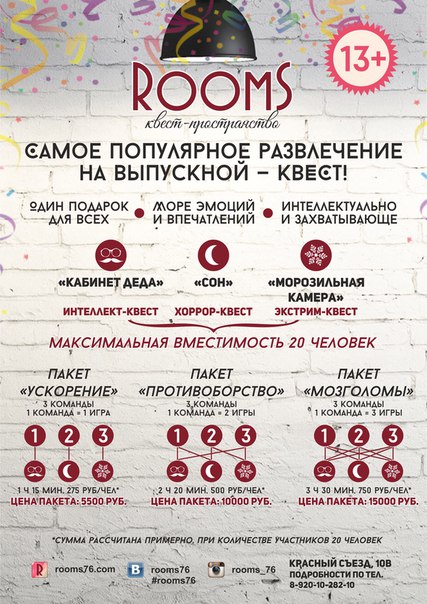 13+
ROOMS
квест-пространство
САМОЕ ПОПУЛЯРНОЕ РАЗВЛЕЧЕНИЕ
НА ВЫПУСКНОЙ – КВЕСТ!
ОДИН ПОДАРОК
ДЛЯ ВСЕХ
•
МОРЕ ЭМОЦИЙ
И ВПЕЧАТЛЕНИЙ
•
ИНТЕЛЛЕКТУАЛЬНО
И ЗАХВАТЫВАЮЩЕ
«КАБИНЕТ ДЕДА»
ИНТЕЛЛЕКТ-КВЕСТ
«СОН»
ХОРРОР-КВЕСТ
«МОРОЗИЛЬНАЯ
КАМЕРА»
ЭКСТРИМ-КВЕСТ
МАКСИМАЛЬНАЯ ВМЕСТИМОСТЬ 20 ЧЕЛОВЕК
ПАКЕТ
«УСКОРЕНИЕ»
3 КОМАНДЫ
1 КОМАНДА = 1 ИГРА
1 2 3
1 Ч 15 МИН. 275 РУБ/ЧЕЛ*
ЦЕНА ПАКЕТА: 5500 РУБ.
ПАКЕТ
«ПРОТИВОБОРСТВО»
3 КОМАНДЫ
1 КОМАНДА = 2 ИГРЫ
1 2 3
2 Ч 20 МИН. 500 РУБ/ЧЕЛ*
ЦЕНА ПАКЕТА: 10000 РУБ.
ПАКЕТ
«МОЗГОЛОМЫ»
3 КОМАНДЫ
1 КОМАНДА = 3 ИГРЫ
1 2 3
3 Ч 30 МИН. 750 РУБ/ЧЕЛ*
ЦЕНА ПАКЕТА: 15000 РУБ.
*СУММА РАССЧИТАНА ПРИМЕРНО, ПРИ КОЛИЧЕСТВЕ УЧАСТНИКОВ 20 ЧЕЛОВЕК
R rooms76.com
B rooms76
#rooms76
rooms_76
КРАСНЫЙ СЪЕЗД, 10В
ПОДРОБНОСТИ ПО ТЕЛ.
8-920-10-282-10